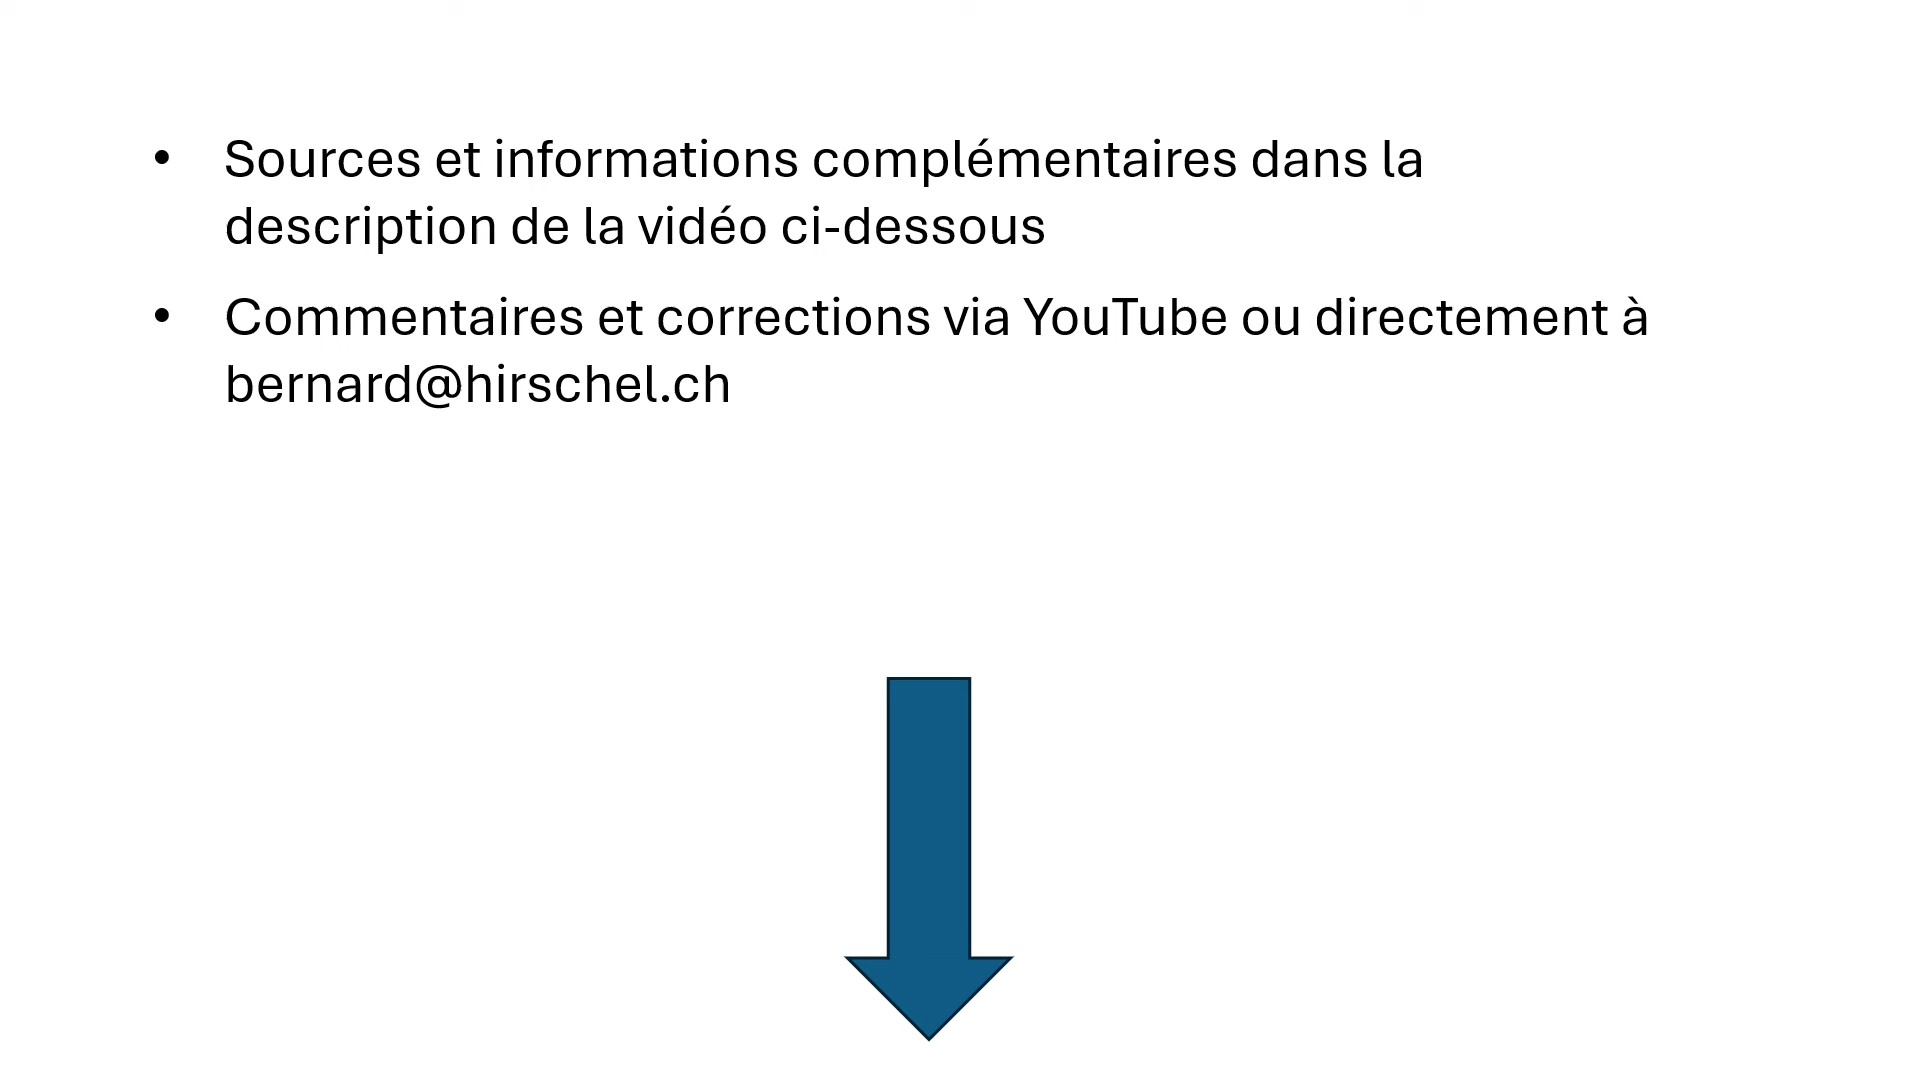 • Sources et informations complémentaires dans la
description de la vidéo ci-dessous
• Commentaires et corrections via YouTube ou directement à
bernard@hirschel.ch